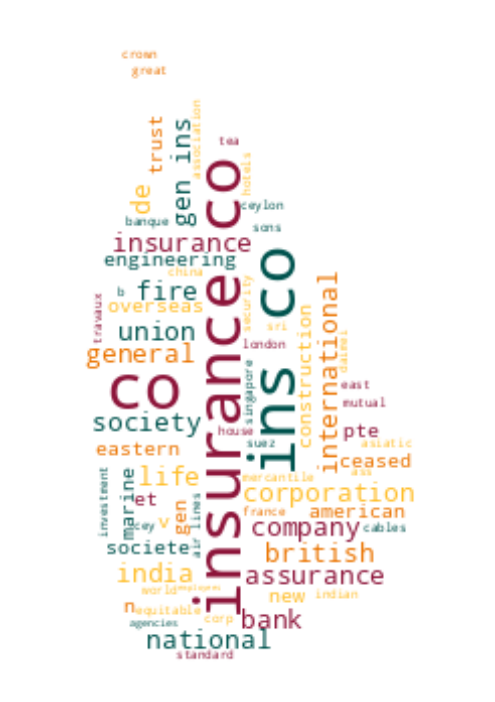 crown
great
association
trust
gen ins
tea
hotels
de
insurance co
ceylon
banque
sons
insurance
engineering
ins co
china
b
fire
international
security
overseas
travaux
construction
sri
union
daimei
london
general
singapore
co
east
mutual
society
house
pte
suez
asiatic
eastern
ceased
investment
marine
life
mercantile
ass
corporation
et
gen
air lines
france
american
cey
v
company
cables
societe
british
india
assurance
world
employers
new
indian
n
equitable
corp
bank
agencies
national
standard